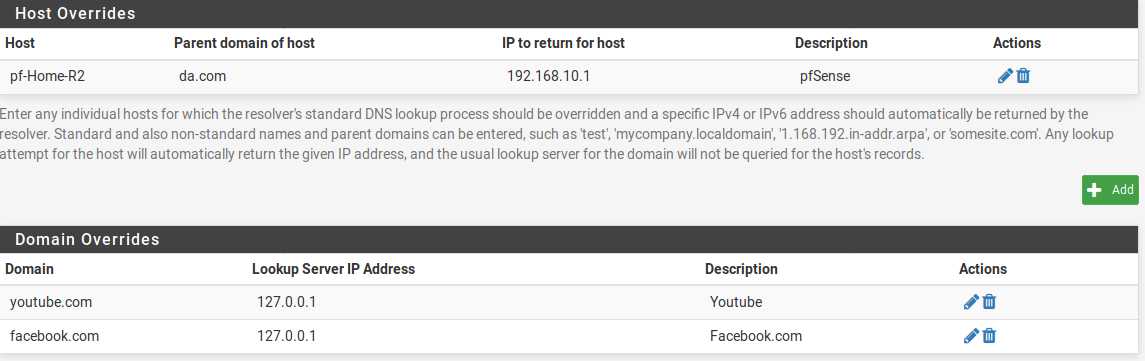 Host Overrides
Host Parent domain of host IP to return for host Description Actions
pf-Home-R2 da.com 192.168.10.1 pfSense
Enter any individual hosts for which the resolver's standard DNS lookup process should be overridden and a specific IPv4 or IPv6 address should automatically be returned by the
resolver. Standard and also non-standard names and parent domains can be entered, such as 'test', 'mycompany.localdomain', '1.168.192.in-addr.arpa', or 'somesite.com'. Any lookup
attempt for the host will automatically return the given IP address, and the usual lookup server for the domain will not be queried for the host's records.
Add
Domain Overrides
Domain Lookup Server IP Address Description Actions
youtube.com 127.0.0.1 Youtube
facebook.com 127.0.0.1 Facebook.com